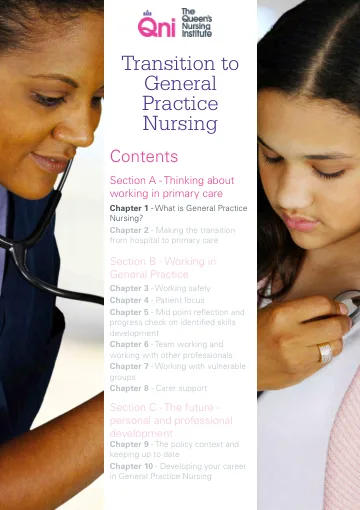 Qni
The
Queen's
Nursing
Institute
Transition to
General
Practice
Nursing
Contents
Section A - Thinking about
working in primary care
Chapter 1 - What is General Practice
Nursing?
Chapter 2 - Making the transition
from hospital to primary care
Section B - Working in
General Practice
Chapter 3 - Working safely
Chapter 4 - Patient focus
Chapter 5 - Mid point reflection and
progress check on identified skills
development
Chapter 6 - Team working and
working with other professionals
Chapter 7 - Working with vulnerable
groups
Chapter 8 - Carer support
Section C - The future -
personal and professional
development
Chapter 9 - The policy context and
keeping up to date
Chapter 10 - Developing your career
in General Practice Nursing